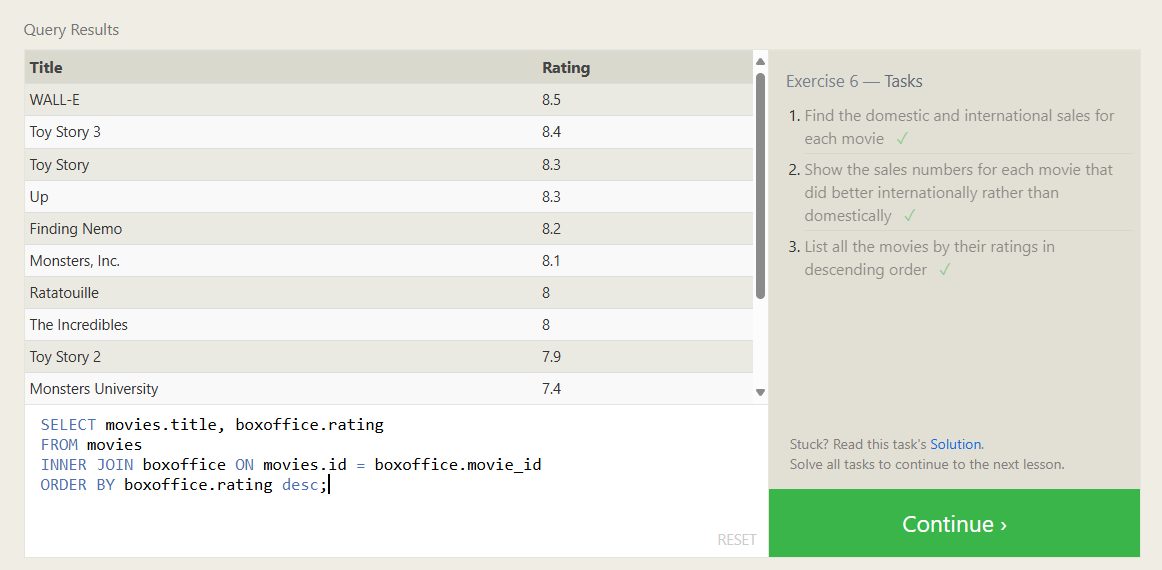 Query Results
Title Rating
WALL-E 8.5
Toy Story 3 8.4
Toy Story 8.3
Up 8.3
Finding Nemo 8.2
Monsters, Inc. 8.1
Ratatouille 8
The Incredibles 8
Toy Story 2 7.9
Monsters University 7.4
SELECT movies.title, boxoffice.rating
FROM movies
INNER JOIN boxoffice ON movies.id = boxoffice.movie_id
ORDER BY boxoffice.rating desc;
RESET
Exercise 6 — Tasks
1. Find the domestic and international sales for
each movie ✓
2. Show the sales numbers for each movie that
did better internationally rather than
domestically ✓
3. List all the movies by their ratings in
descending order ✓
Stuck? Read this task's Solution.
Solve all tasks to continue to the next lesson.
Continue ›